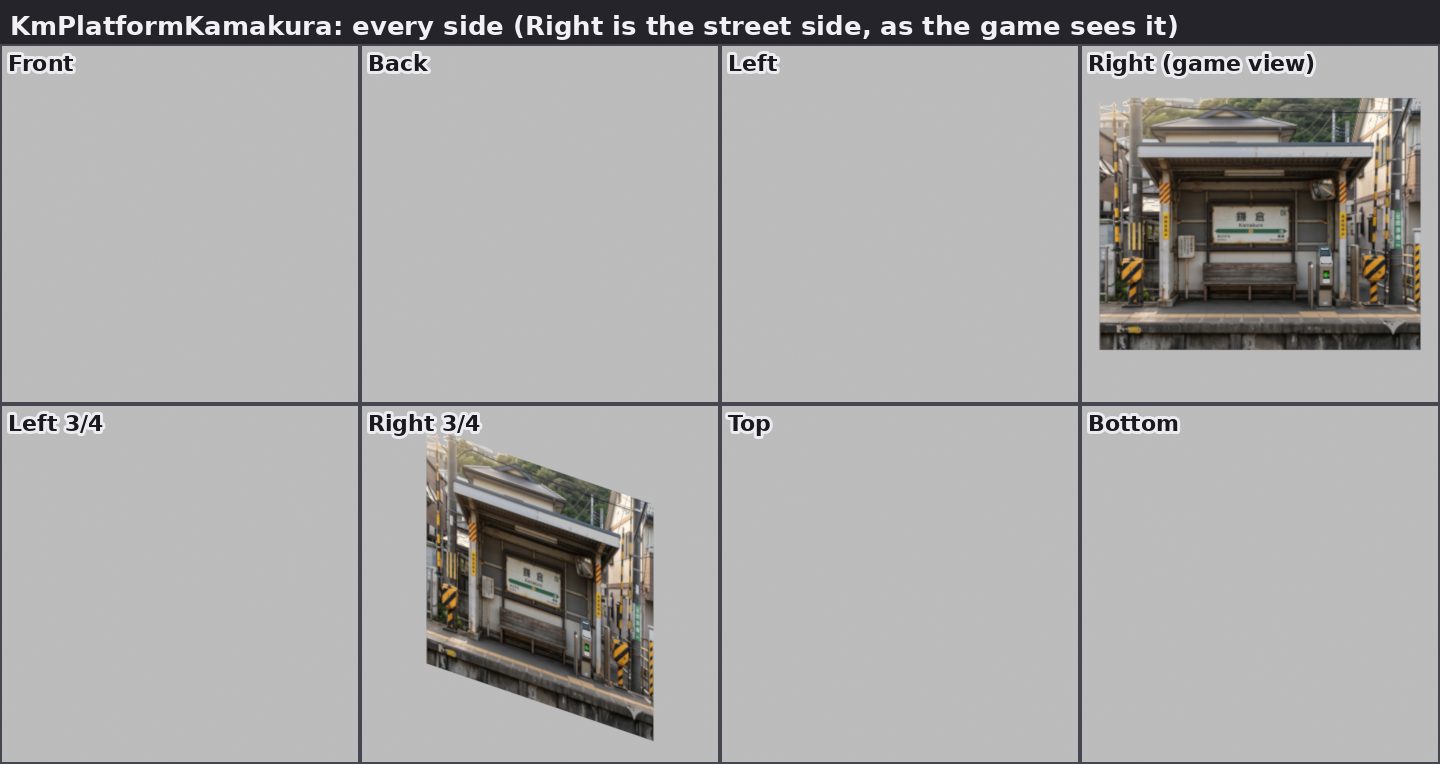 KmPlatformKamakura: every side (Right is the street side, as the game sees it)
Front
Back
Left
Right (game view)
鎌倉
Kamakura
Left 3/4
Right 3/4
鎌倉
Kamakura
Top
Bottom